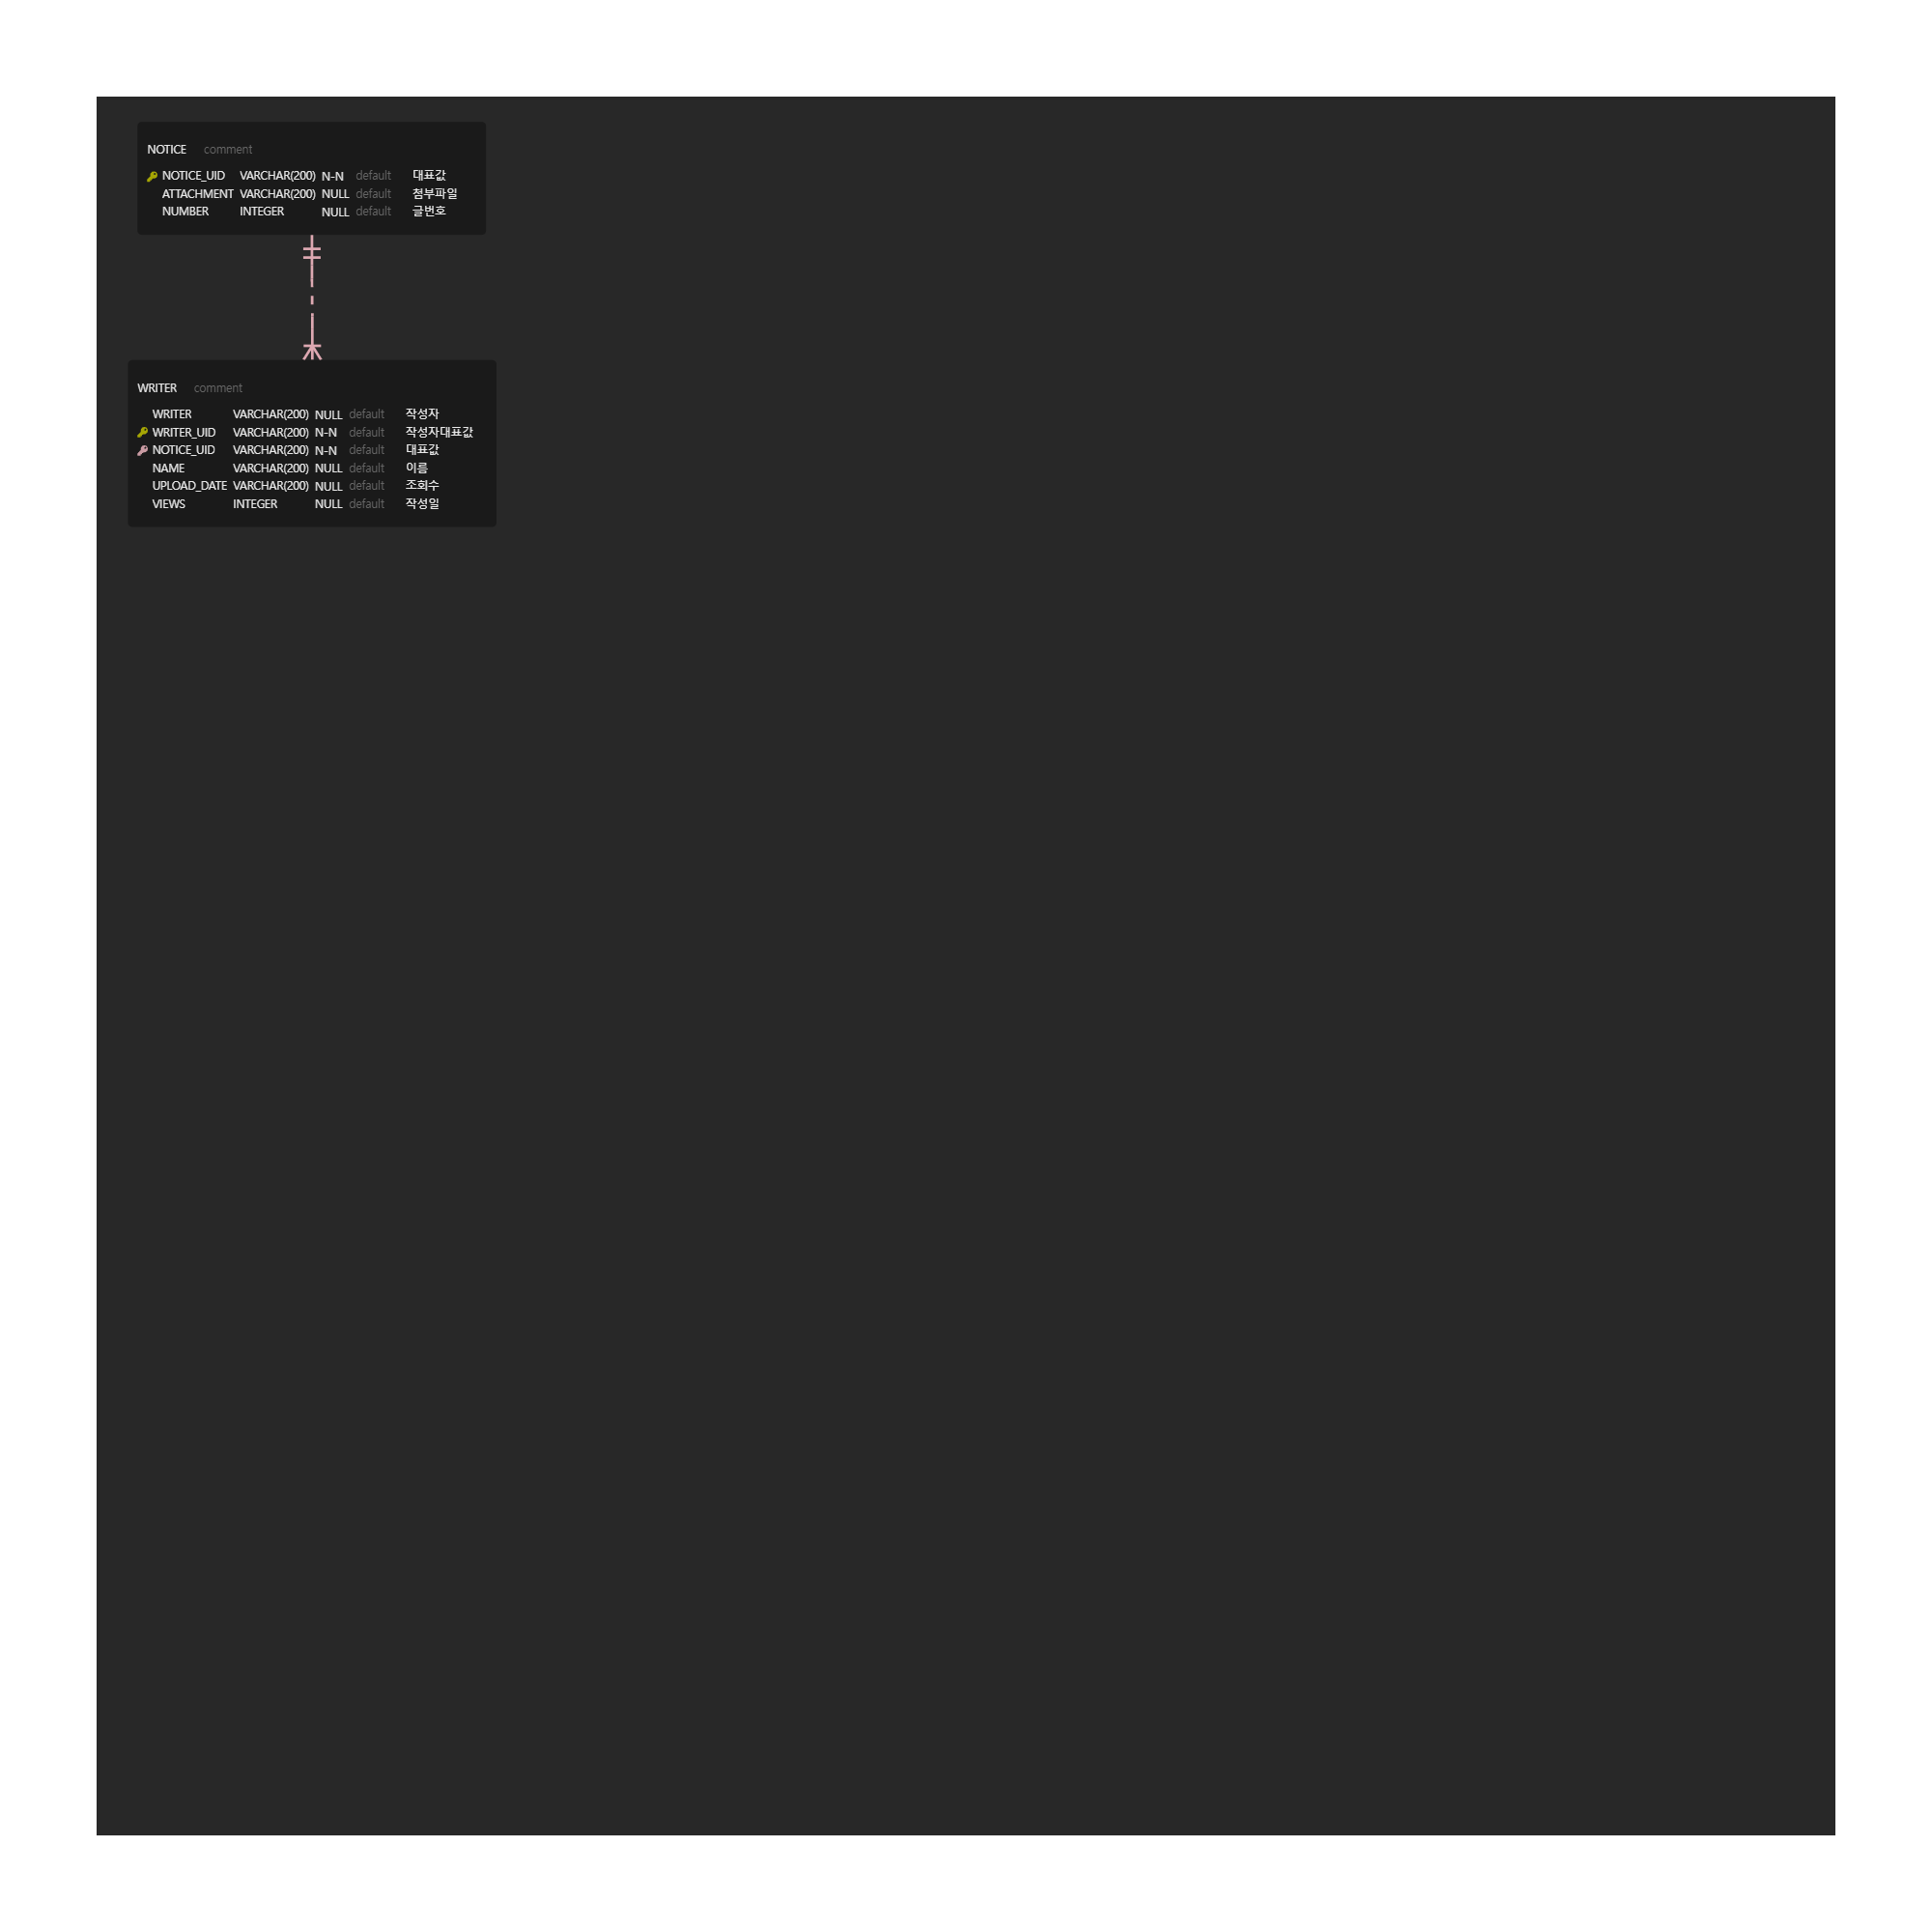 NOTICE comment
NOTICE_UID VARCHAR(200) N-N default 대표값
ATTACHMENT VARCHAR(200) NULL default 첨부파일
NUMBER INTEGER NULL default 글번호
WRITER comment
WRITER VARCHAR(200) NULL default 작성자
WRITER_UID VARCHAR(200) N-N default 작성자대표값
NOTICE_UID VARCHAR(200) N-N default 대표값
NAME VARCHAR(200) NULL default 이름
UPLOAD_DATE VARCHAR(200) NULL default 조회수
VIEWS INTEGER NULL default 작성일